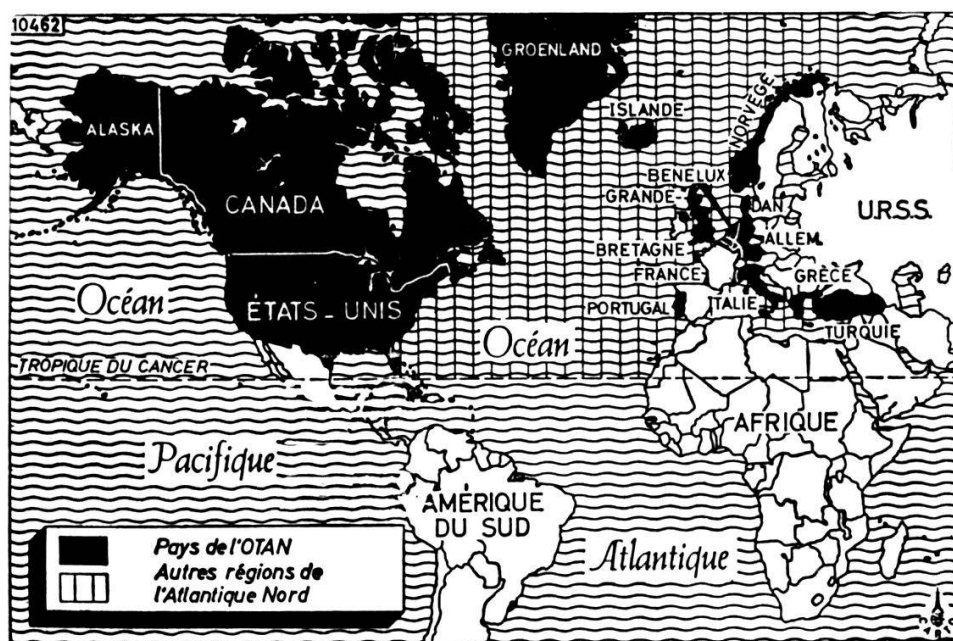 10462
GROENLAND
ISLANDE
NORVÈGE
ALASKA
CANADA
BENELUX
GRANDE-
BRETAGNE
DAN
ALLEM.
U.R.S.S.
FRANCE
GRÈCE
Océan
ÉTATS-UNIS
PORTUGAL
ITALIE
Océan
TURQUIE
TROPIQUE DU CANCER
AFRIQUE
Pacifique
AMÉRIQUE
DU SUD
Atlantique
Pays de l'OTAN
Autres régions de
l'Atlantique Nord